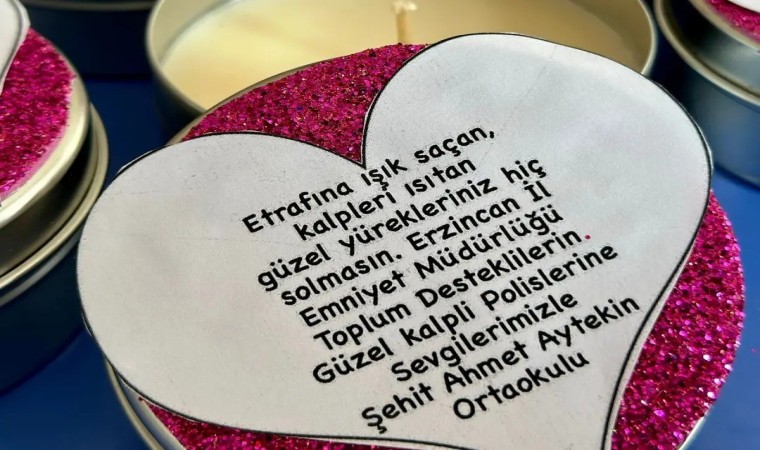 Etrafına Işık saçan,
kalpleri ısıtan
güzel yürekleriniz hiç
solmasın. Erzincan İl
Emniyet Müdürlüğü
Toplum Desteklilerin.
Güzel kalpli Polislerine
Sevgilerimizle
Şehit Ahmet Aytekin
Ortaokulu